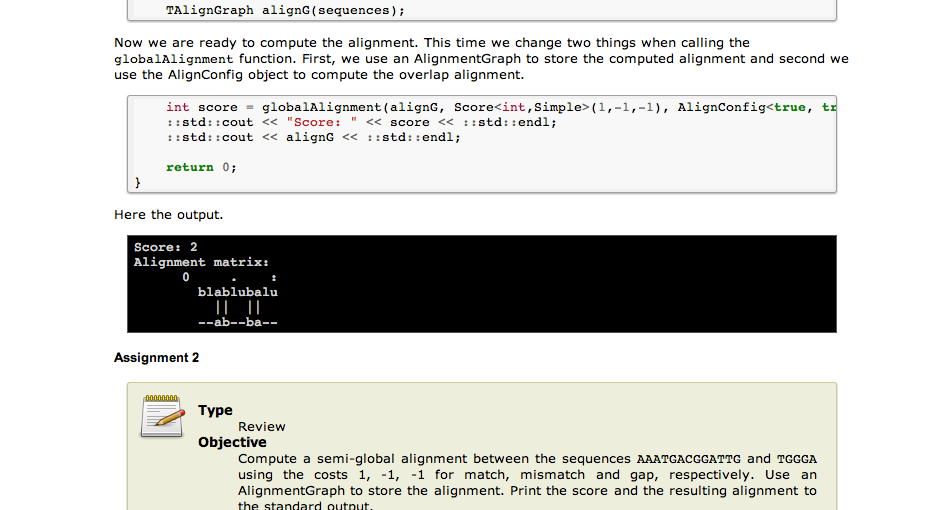 TAlignGraph alignG(sequences);
Now we are ready to compute the alignment. This time we change two things when calling the
globalAlignment function. First, we use an AlignmentGraph to store the computed alignment and second we
use the AlignConfig object to compute the overlap alignment.
int score = globalAlignment(alignG, Score<int,Simple>(1,-1,-1), AlignConfig<true, tr
::std::cout << "Score: " << score << ::std::endl;
::std::cout << alignG << ::std::endl;
return 0;
}
Here the output.
Score: 2
Alignment matrix:
0     .    :
blablubalu
||  ||
--ab--ba--
Assignment 2
Type
Review
Objective
Compute a semi-global alignment between the sequences AAATGACGGATTG and TGGGA
using the costs 1, -1, -1 for match, mismatch and gap, respectively. Use an
AlignmentGraph to store the alignment. Print the score and the resulting alignment to
the standard output.